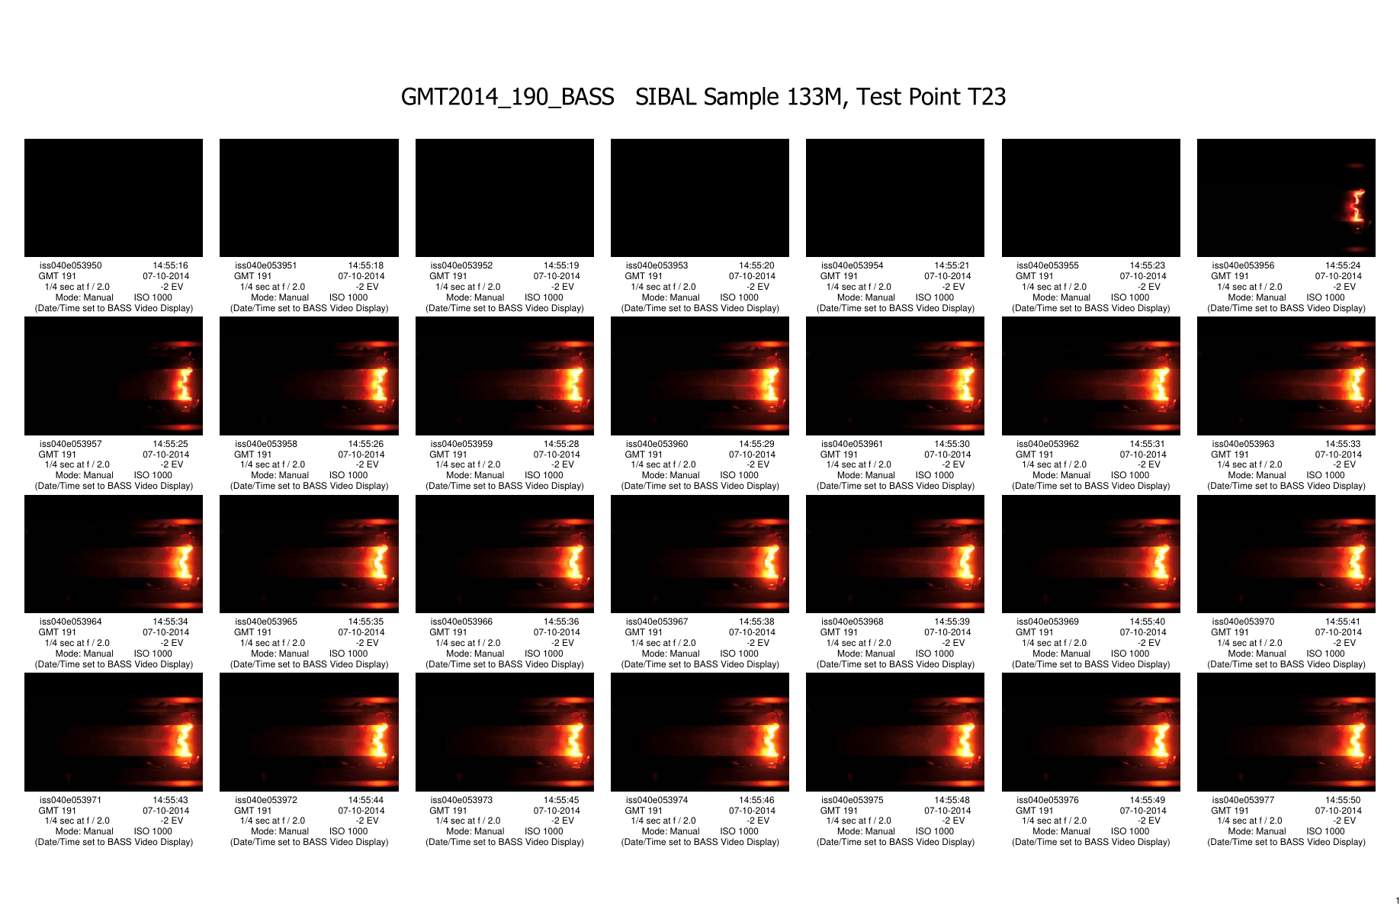 GMT2014_190_BASS SIBAL Sample 133M, Test Point T23
iss040e053950 14:55:16
GMT 191 07-10-2014
1/4 sec at f / 2.0 -2 EV
Mode: Manual ISO 1000
(Date/Time set to BASS Video Display)
iss040e053951 14:55:18
GMT 191 07-10-2014
1/4 sec at f / 2.0 -2 EV
Mode: Manual ISO 1000
(Date/Time set to BASS Video Display)
iss040e053952 14:55:19
GMT 191 07-10-2014
1/4 sec at f / 2.0 -2 EV
Mode: Manual ISO 1000
(Date/Time set to BASS Video Display)
iss040e053953 14:55:20
GMT 191 07-10-2014
1/4 sec at f / 2.0 -2 EV
Mode: Manual ISO 1000
(Date/Time set to BASS Video Display)
iss040e053954 14:55:21
GMT 191 07-10-2014
1/4 sec at f / 2.0 -2 EV
Mode: Manual ISO 1000
(Date/Time set to BASS Video Display)
iss040e053955 14:55:23
GMT 191 07-10-2014
1/4 sec at f / 2.0 -2 EV
Mode: Manual ISO 1000
(Date/Time set to BASS Video Display)
iss040e053956 14:55:24
GMT 191 07-10-2014
1/4 sec at f / 2.0 -2 EV
Mode: Manual ISO 1000
(Date/Time set to BASS Video Display)
iss040e053957 14:55:25
GMT 191 07-10-2014
1/4 sec at f / 2.0 -2 EV
Mode: Manual ISO 1000
(Date/Time set to BASS Video Display)
iss040e053958 14:55:26
GMT 191 07-10-2014
1/4 sec at f / 2.0 -2 EV
Mode: Manual ISO 1000
(Date/Time set to BASS Video Display)
iss040e053959 14:55:28
GMT 191 07-10-2014
1/4 sec at f / 2.0 -2 EV
Mode: Manual ISO 1000
(Date/Time set to BASS Video Display)
iss040e053960 14:55:29
GMT 191 07-10-2014
1/4 sec at f / 2.0 -2 EV
Mode: Manual ISO 1000
(Date/Time set to BASS Video Display)
iss040e053961 14:55:30
GMT 191 07-10-2014
1/4 sec at f / 2.0 -2 EV
Mode: Manual ISO 1000
(Date/Time set to BASS Video Display)
iss040e053962 14:55:31
GMT 191 07-10-2014
1/4 sec at f / 2.0 -2 EV
Mode: Manual ISO 1000
(Date/Time set to BASS Video Display)
iss040e053963 14:55:33
GMT 191 07-10-2014
1/4 sec at f / 2.0 -2 EV
Mode: Manual ISO 1000
(Date/Time set to BASS Video Display)
iss040e053964 14:55:34
GMT 191 07-10-2014
1/4 sec at f / 2.0 -2 EV
Mode: Manual ISO 1000
(Date/Time set to BASS Video Display)
iss040e053965 14:55:35
GMT 191 07-10-2014
1/4 sec at f / 2.0 -2 EV
Mode: Manual ISO 1000
(Date/Time set to BASS Video Display)
iss040e053966 14:55:36
GMT 191 07-10-2014
1/4 sec at f / 2.0 -2 EV
Mode: Manual ISO 1000
(Date/Time set to BASS Video Display)
iss040e053967 14:55:38
GMT 191 07-10-2014
1/4 sec at f / 2.0 -2 EV
Mode: Manual ISO 1000
(Date/Time set to BASS Video Display)
iss040e053968 14:55:39
GMT 191 07-10-2014
1/4 sec at f / 2.0 -2 EV
Mode: Manual ISO 1000
(Date/Time set to BASS Video Display)
iss040e053969 14:55:40
GMT 191 07-10-2014
1/4 sec at f / 2.0 -2 EV
Mode: Manual ISO 1000
(Date/Time set to BASS Video Display)
iss040e053970 14:55:41
GMT 191 07-10-2014
1/4 sec at f / 2.0 -2 EV
Mode: Manual ISO 1000
(Date/Time set to BASS Video Display)
iss040e053971 14:55:43
GMT 191 07-10-2014
1/4 sec at f / 2.0 -2 EV
Mode: Manual ISO 1000
(Date/Time set to BASS Video Display)
iss040e053972 14:55:44
GMT 191 07-10-2014
1/4 sec at f / 2.0 -2 EV
Mode: Manual ISO 1000
(Date/Time set to BASS Video Display)
iss040e053973 14:55:45
GMT 191 07-10-2014
1/4 sec at f / 2.0 -2 EV
Mode: Manual ISO 1000
(Date/Time set to BASS Video Display)
iss040e053974 14:55:46
GMT 191 07-10-2014
1/4 sec at f / 2.0 -2 EV
Mode: Manual ISO 1000
(Date/Time set to BASS Video Display)
iss040e053975 14:55:48
GMT 191 07-10-2014
1/4 sec at f / 2.0 -2 EV
Mode: Manual ISO 1000
(Date/Time set to BASS Video Display)
iss040e053976 14:55:49
GMT 191 07-10-2014
1/4 sec at f / 2.0 -2 EV
Mode: Manual ISO 1000
(Date/Time set to BASS Video Display)
iss040e053977 14:55:50
GMT 191 07-10-2014
1/4 sec at f / 2.0 -2 EV
Mode: Manual ISO 1000
(Date/Time set to BASS Video Display)